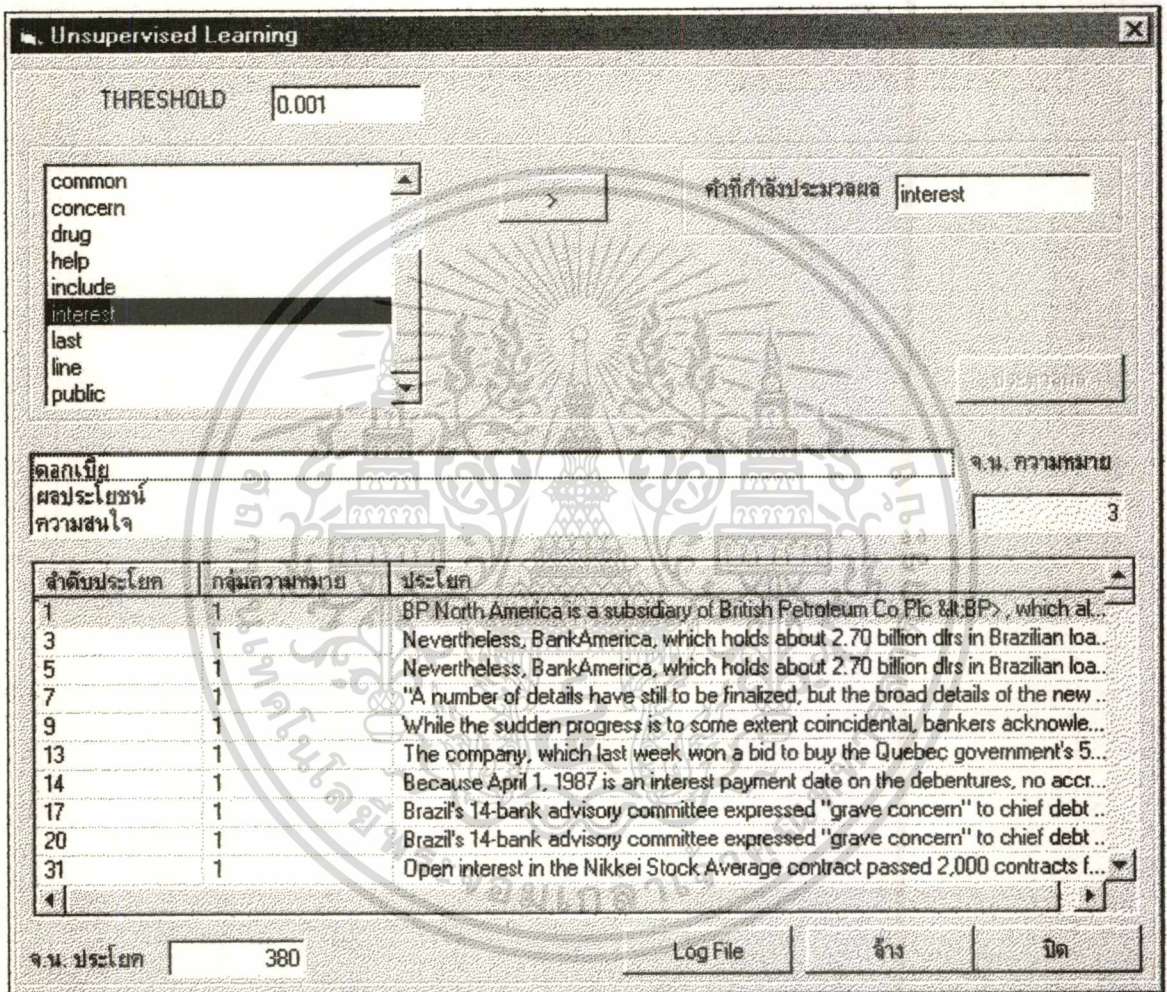 Unsupervised Learning
THRESHOLD 0.001
common
concern
drug
help
include
interest
last
line
public
>
คำที่กำลังประมวลผล interest
ประมวลผล
ดอกเบี้ย
ผลประโยชน์
ความสนใจ
จ.น. ความหมาย
3
ลำดับประโยค กลุ่มความหมาย ประโยค
1 1 BP North America is a subsidiary of British Petroleum Co Plc &lt;BP> , which al...
3 1 Nevertheless, BankAmerica, which holds about 2.70 billion dlrs in Brazilian loa...
5 1 Nevertheless, BankAmerica, which holds about 2.70 billion dlrs in Brazilian loa...
7 1 "A number of details have still to be finalized, but the broad details of the new ...
9 1 While the sudden progress is to some extent coincidental, bankers acknowle...
13 1 The company, which last week won a bid to buy the Quebec government's 5...
14 1 Because April 1, 1987 is an interest payment date on the debentures, no accr...
17 1 Brazil's 14-bank advisory committee expressed "grave concern" to chief debt ...
20 1 Brazil's 14-bank advisory committee expressed "grave concern" to chief debt ...
31 1 Open interest in the Nikkei Stock Average contract passed 2,000 contracts f...
จ.น. ประโยค 380
Log File
ล้าง
ปิด